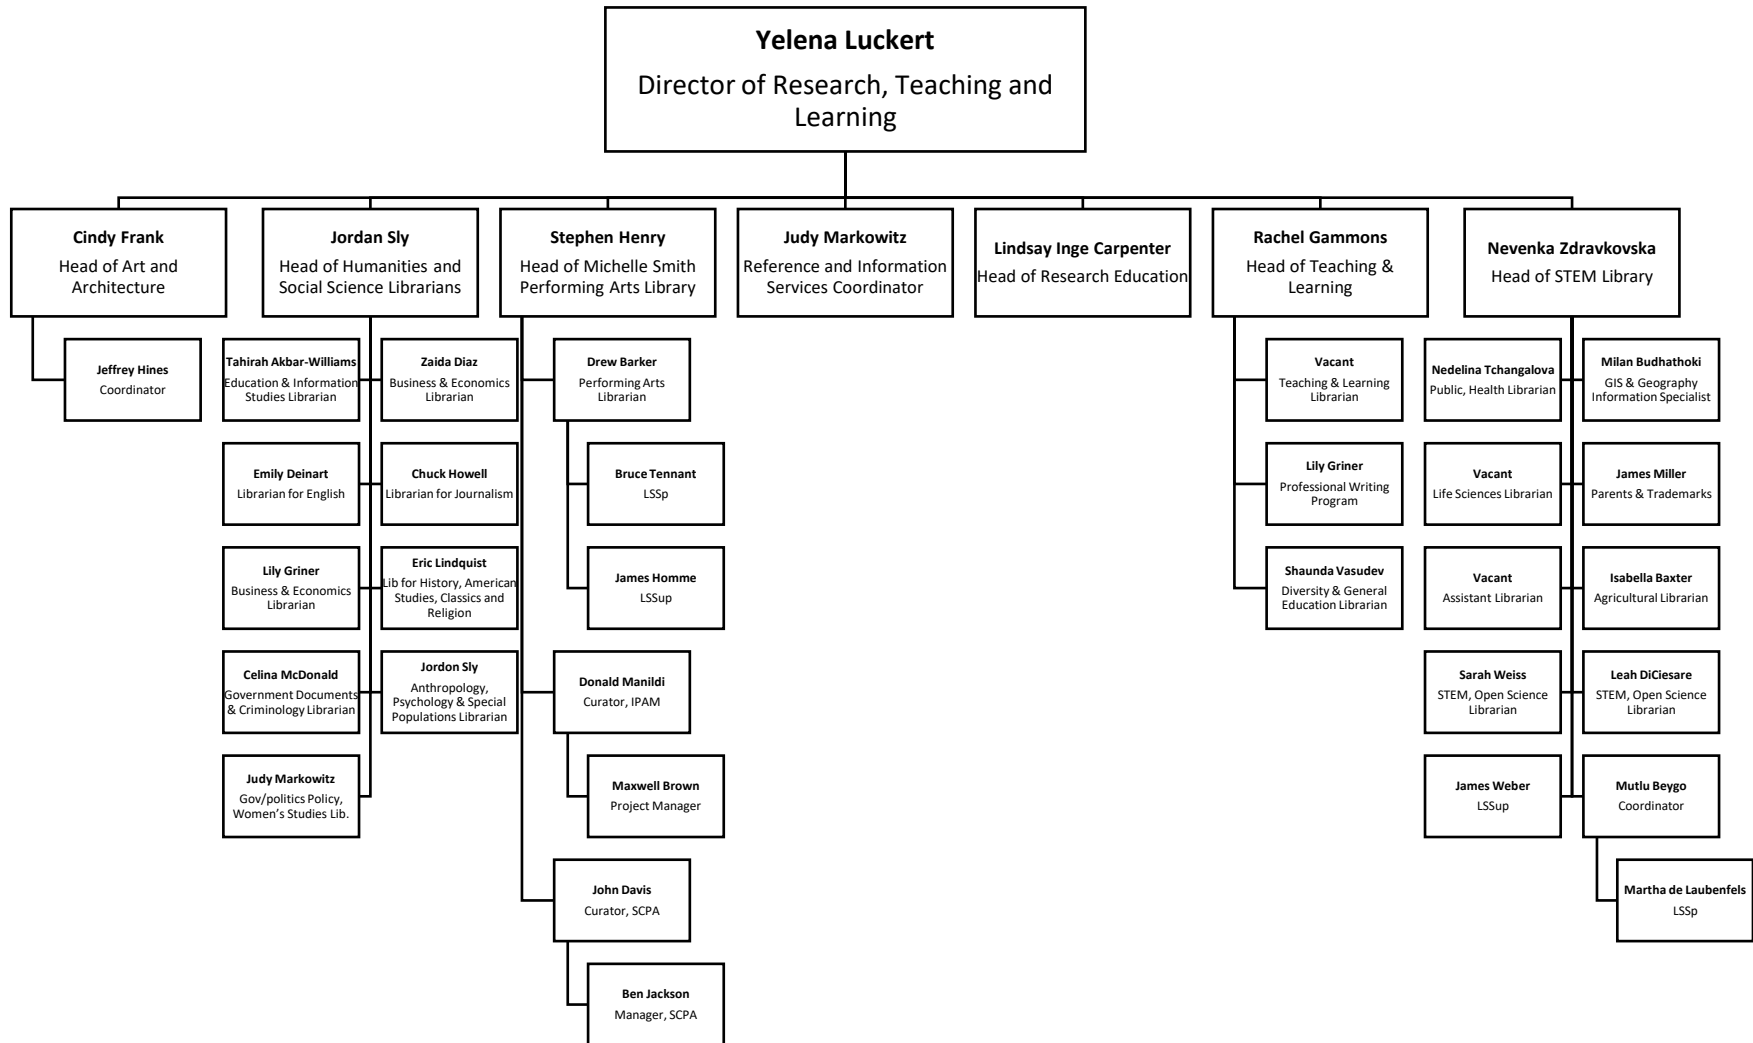 Yelena Luckert
Director of Research, Teaching and
Learning
Cindy Frank
Head of Art and
Architecture
Jordan Sly
Head of Humanities and
Social Science Librarians
Stephen Henry
Head of Michelle Smith
Performing Arts Library
Judy Markowitz
Reference and Information
Services Coordinator
Lindsay Inge Carpenter
Head of Research Education
Rachel Gammons
Head of Teaching &
Learning
Nevenka Zdravkovska
Head of STEM Library
Jeffrey Hines
Coordinator
Tahirah Akbar-Williams
Education & Information
Studies Librarian
Zaida Diaz
Business & Economics
Librarian
Emily Deinart
Librarian for English
Chuck Howell
Librarian for Journalism
Lily Griner
Business & Economics
Librarian
Eric Lindquist
Lib for History, American
Studies, Classics and
Religion
Celina McDonald
Government Documents
& Criminology Librarian
Jordon Sly
Anthropology,
Psychology & Special
Populations Librarian
Judy Markowitz
Gov/politics Policy,
Women’s Studies Lib.
Drew Barker
Performing Arts
Librarian
Bruce Tennant
LSSp
James Homme
LSSup
Donald Manildi
Curator, IPAM
Maxwell Brown
Project Manager
John Davis
Curator, SCPA
Ben Jackson
Manager, SCPA
Vacant
Teaching & Learning
Librarian
Lily Griner
Professional Writing
Program
Shaunda Vasudev
Diversity & General
Education Librarian
Nedelina Tchangalova
Public, Health Librarian
Milan Budhathoki
GIS & Geography
Information Specialist
Vacant
Life Sciences Librarian
James Miller
Parents & Trademarks
Vacant
Assistant Librarian
Isabella Baxter
Agricultural Librarian
Sarah Weiss
STEM, Open Science
Librarian
Leah DiCiesare
STEM, Open Science
Librarian
James Weber
LSSup
Mutlu Beygo
Coordinator
Martha de Laubenfels
LSSp